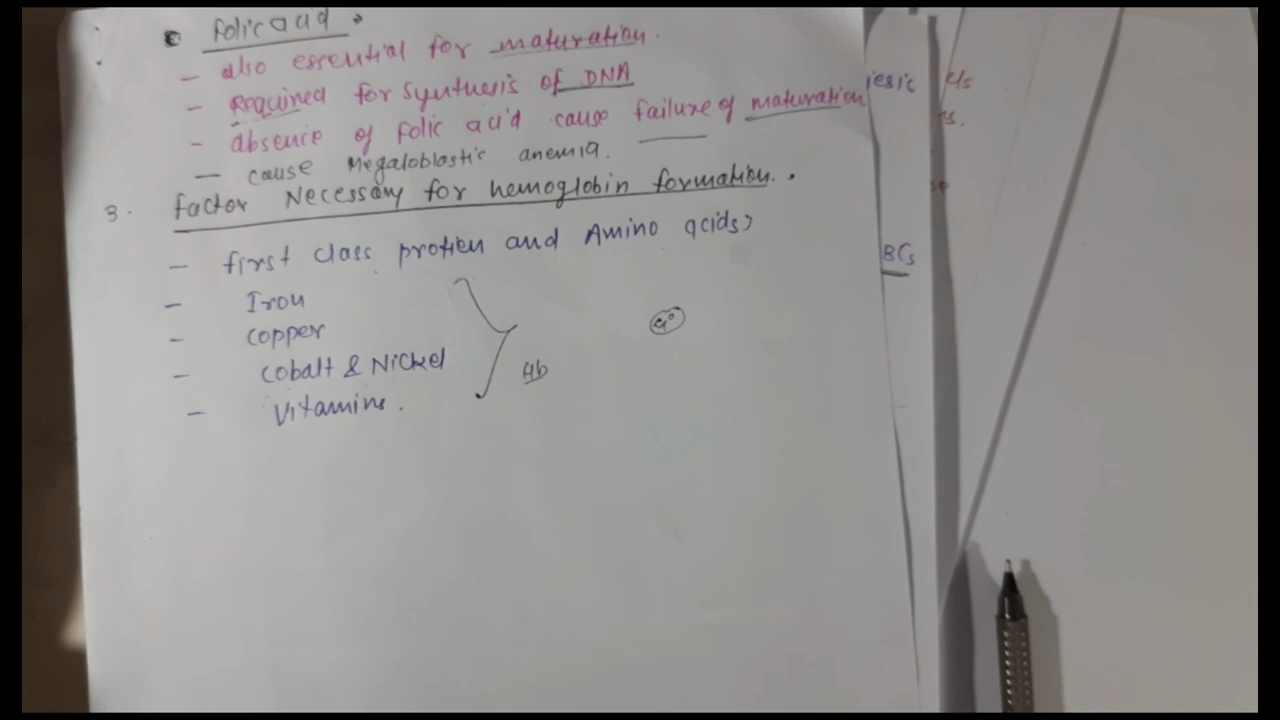 Folic acid.
- also essential for maturation.
- Required for synthesis of DNA
- absence of folic acid cause failure of maturation
- cause Megaloblastic anemia.
3. factor Necessary for hemoglobin formation.
- first class protien and Amino acids
- Iron
- copper
- cobalt & Nickel
- Vitamins.
Hb
BCs